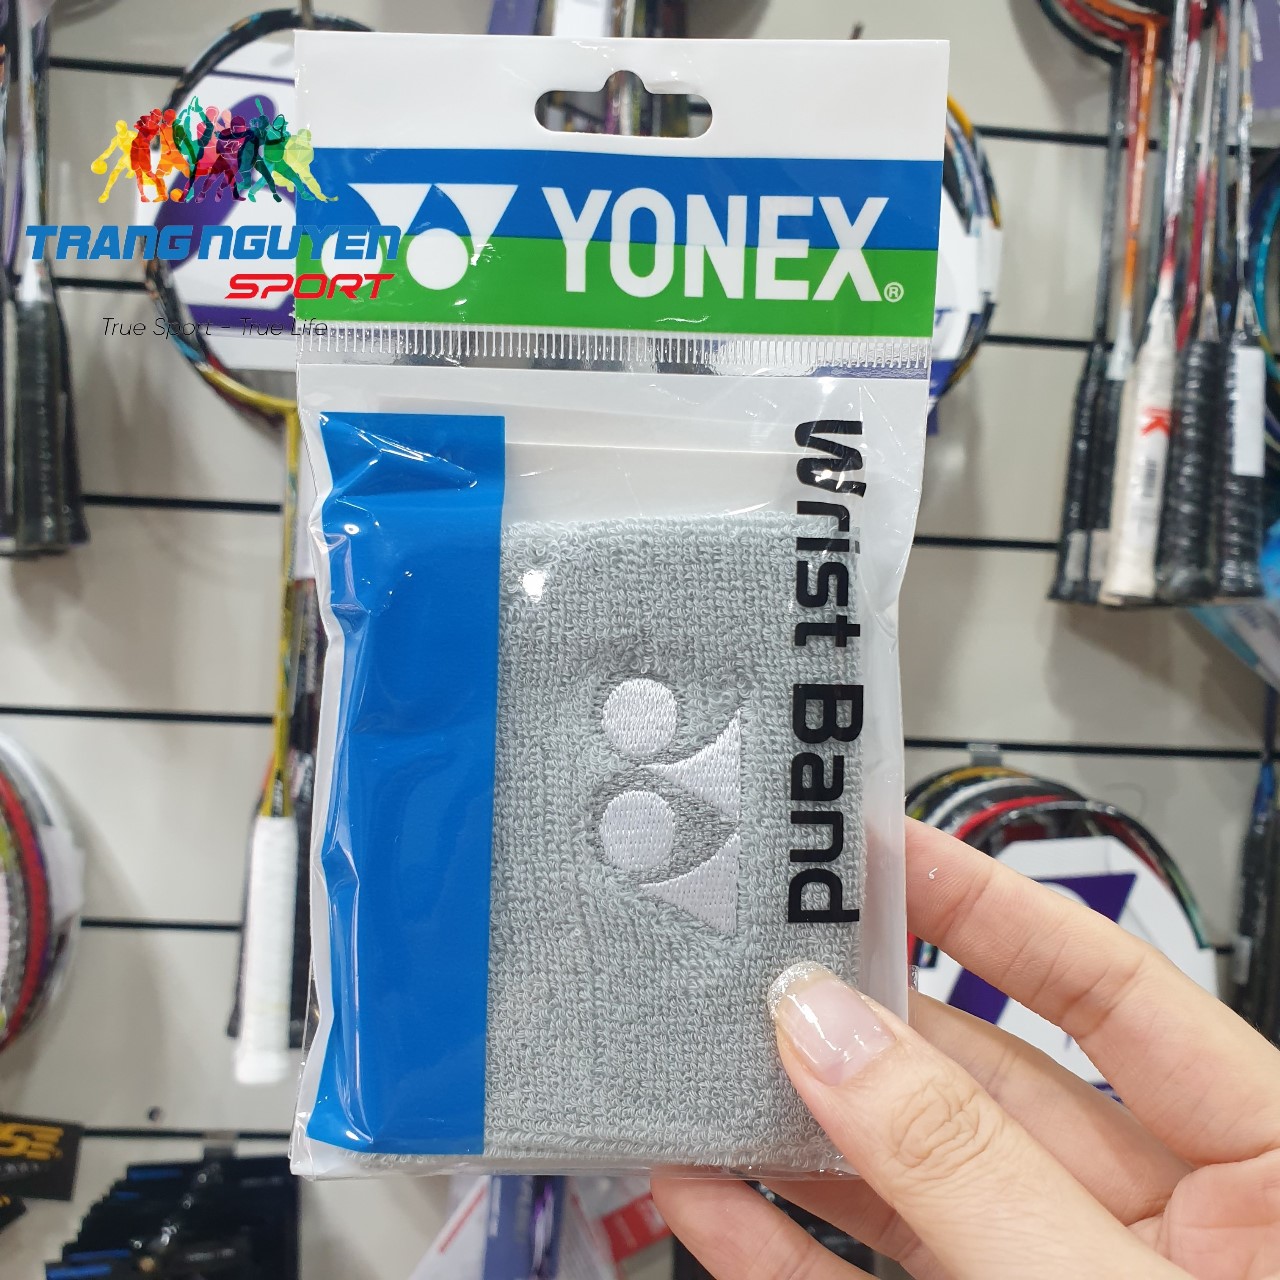 YONEX®
TRANGNGUYEN
SPORT
True Sport - True Life
Wrist Band